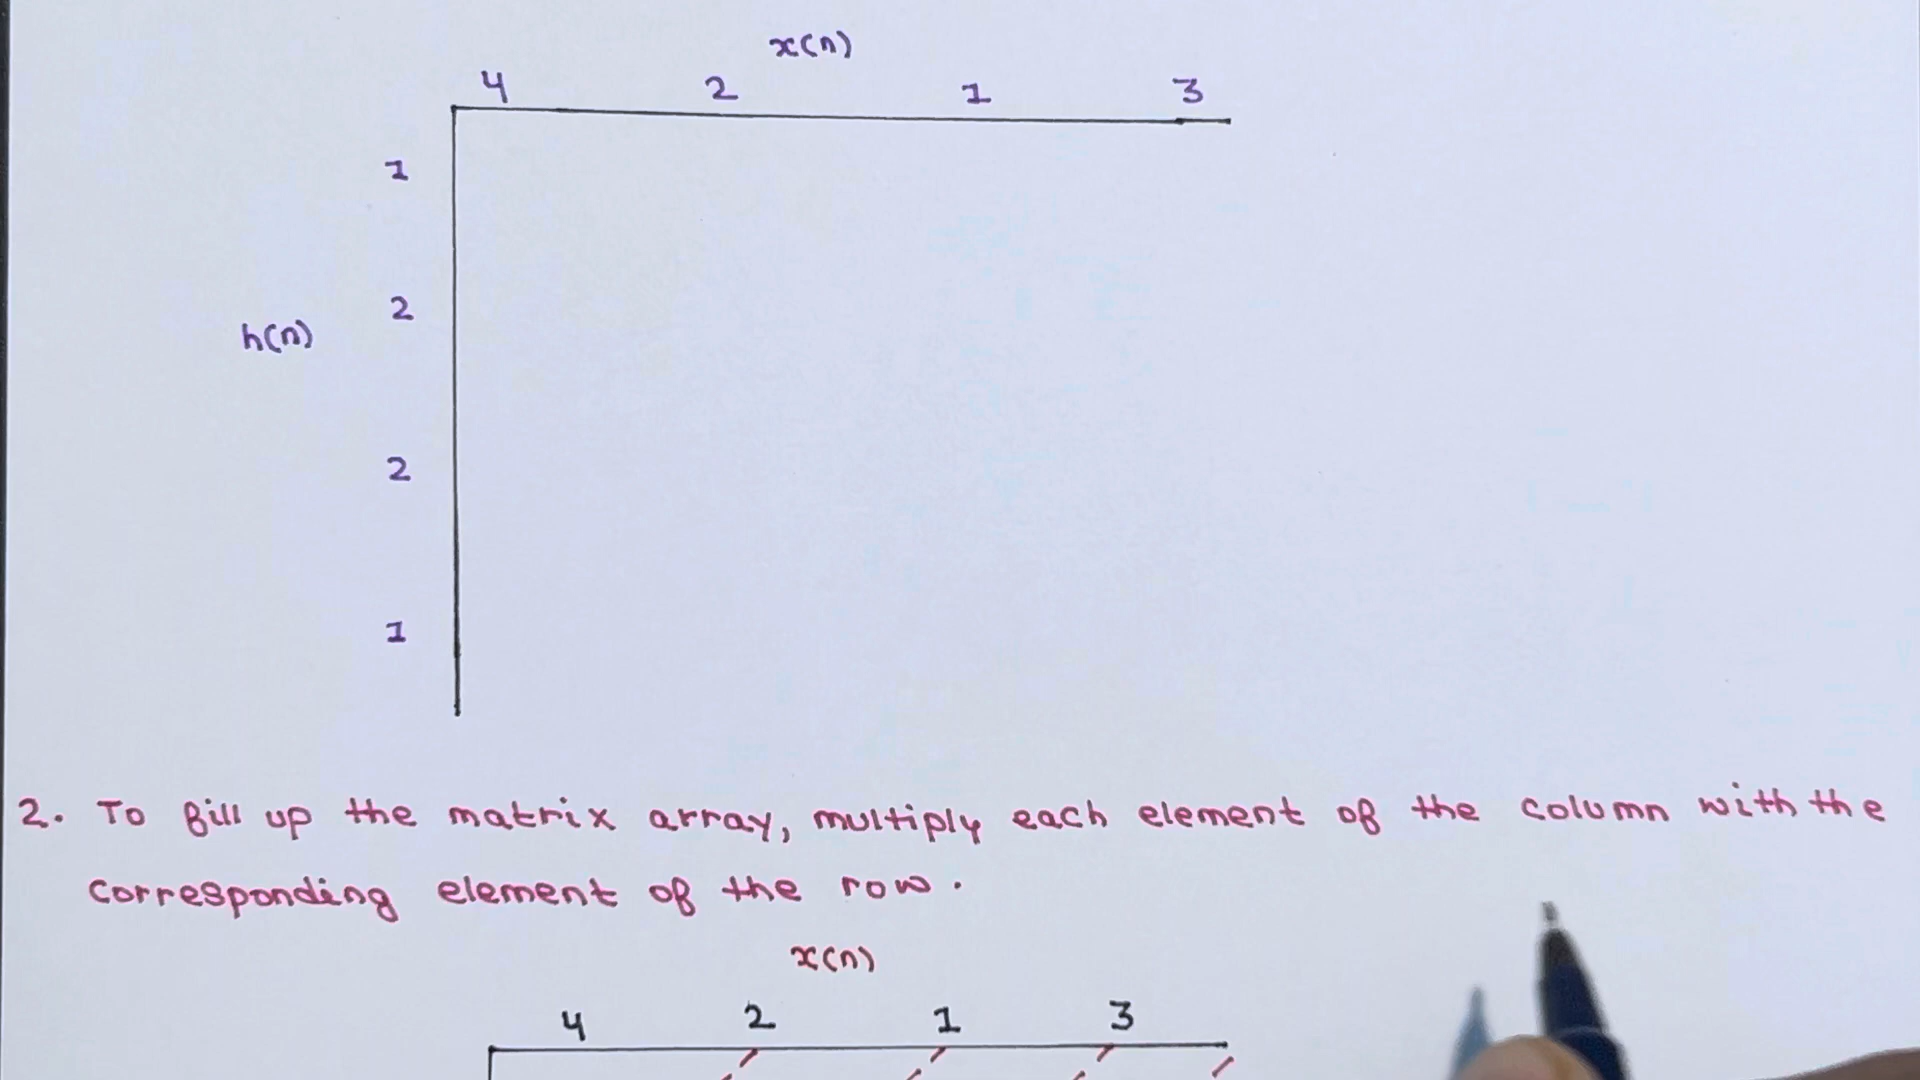 x(n)
4 2 1 3
1
2
h(n)
2
1
2. To fill up the matrix array, multiply each element of the column with the
corresponding element of the row.
x(n)
4 2 1 3